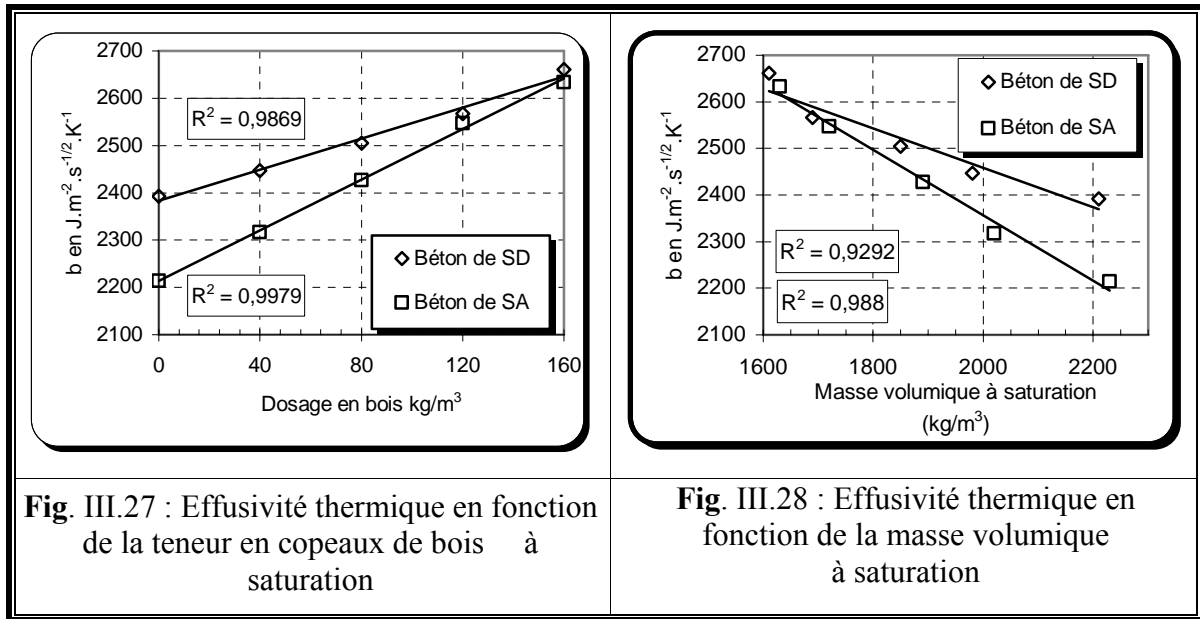 2700
2600
2500
2400
2300
2200
2100
b en J.m⁻².s⁻¹/².K⁻¹
R² = 0,9869
R² = 0,9979
Béton de SD
Béton de SA
0 40 80 120 160
Dosage en bois kg/m³
2700
2600
2500
2400
2300
2200
2100
b en J.m⁻².s⁻¹/².K⁻¹
Béton de SD
Béton de SA
R² = 0,9292
R² = 0,988
1600 1800 2000 2200
Masse volumique à saturation
(kg/m³)
Fig. III.27 : Effusivité thermique en fonction
de la teneur en copeaux de bois à
saturation
Fig. III.28 : Effusivité thermique en
fonction de la masse volumique
à saturation